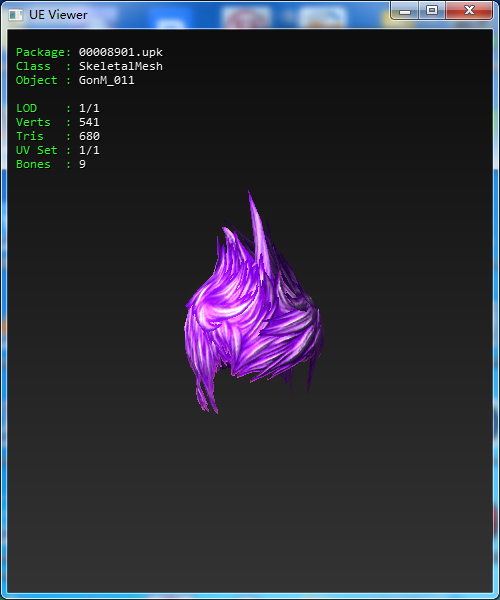 UE Viewer
Package: 00008901.upk
Class : SkeletalMesh
Object : GonM_011
LOD : 1/1
Verts : 541
Tris : 680
UV Set : 1/1
Bones : 9